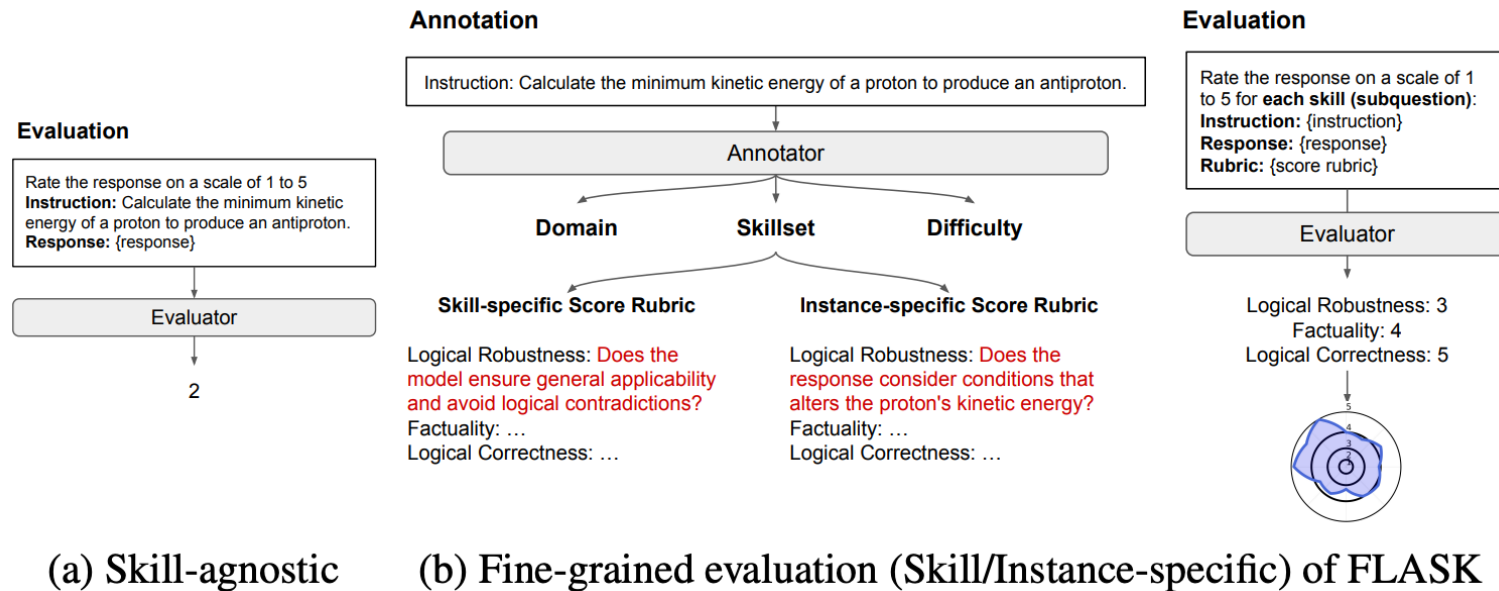 Evaluation
Rate the response on a scale of 1 to 5
Instruction: Calculate the minimum kinetic
energy of a proton to produce an antiproton.
Response: {response}
Evaluator
2
(a) Skill-agnostic
Annotation
Instruction: Calculate the minimum kinetic energy of a proton to produce an antiproton.
Annotator
Domain
Skillset
Difficulty
Skill-specific Score Rubric
Logical Robustness: Does the
model ensure general applicability
and avoid logical contradictions?
Factuality: …
Logical Correctness: …
Instance-specific Score Rubric
Logical Robustness: Does the
response consider conditions that
alters the proton's kinetic energy?
Factuality: …
Logical Correctness: …
Evaluation
Rate the response on a scale of 1
to 5 for each skill (subquestion):
Instruction: {instruction}
Response: {response}
Rubric: {score rubric}
Evaluator
Logical Robustness: 3
Factuality: 4
Logical Correctness: 5
5
4
3
2
(b) Fine-grained evaluation (Skill/Instance-specific) of FLASK